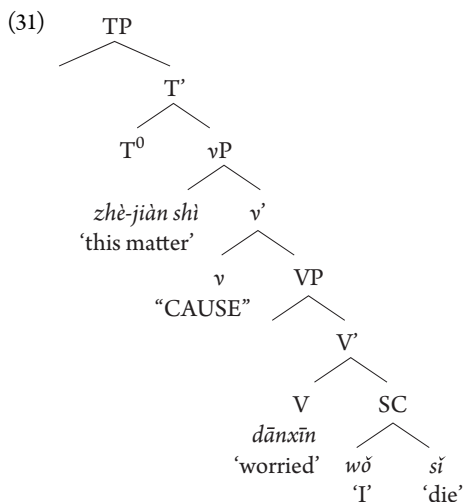 (31)
TP
T’
T⁰ vP
zhè-jiàn shì v’
‘this matter’
v VP
“CAUSE”
V’
V SC
dānxīn
‘worried’ wǒ sǐ
‘I’ ‘die’